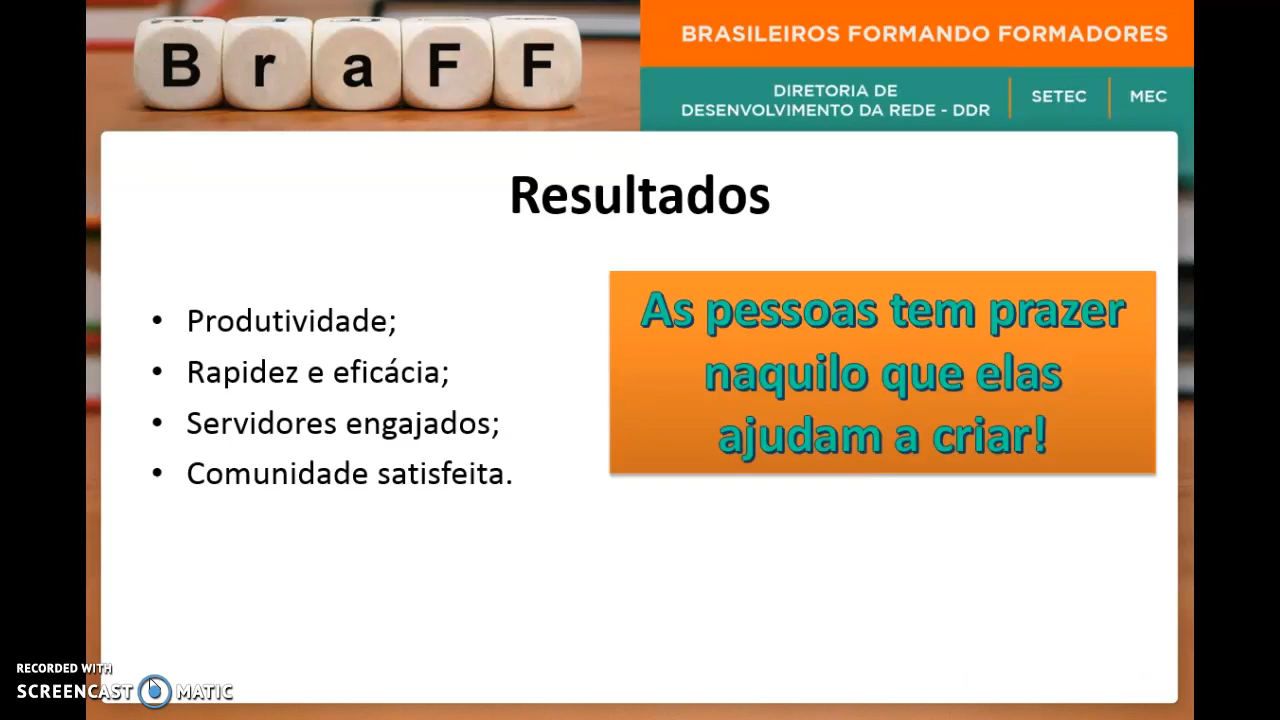 BraFF
BRASILEIROS FORMANDO FORMADORES
DIRETORIA DE
DESENVOLVIMENTO DA REDE - DDR
SETEC
MEC
Resultados
• Produtividade;
• Rapidez e eficácia;
• Servidores engajados;
• Comunidade satisfeita.
As pessoas tem prazer
naquilo que elas
ajudam a criar!
RECORDED WITH
SCREENCAST MATIC